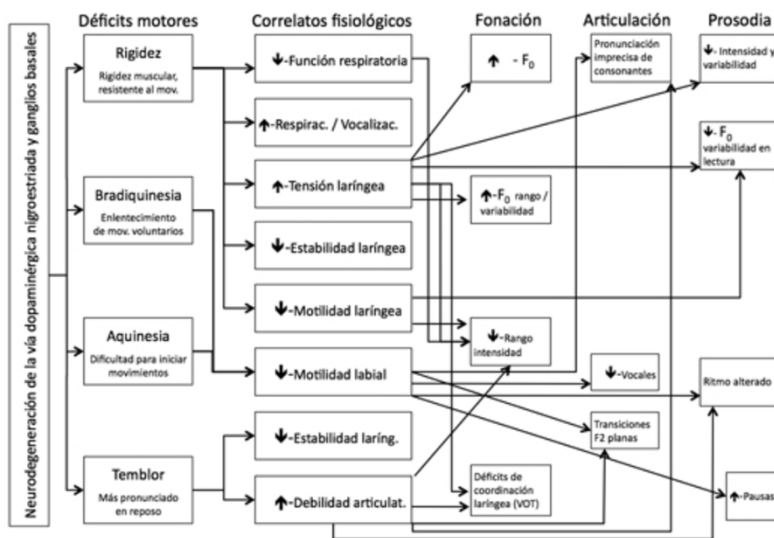 Déficits motores
Correlatos fisiológicos
Fonación
Articulación
Prosodia
Neurodegeneración de la vía dopaminérgica nigroestriada y ganglios basales
Rigidez
Rigidez muscular,
resistente al mov.
Bradiquinesia
Enlentecimiento
de mov. voluntarios
Aquinesia
Dificultad para iniciar
movimientos
Temblor
Más pronunciado
en reposo
↓-Función respiratoria
↑-Respirac. / Vocalizac.
↑-Tensión laríngea
↓-Estabilidad laríngea
↓-Motilidad laríngea
↓-Motilidad labial
↓-Estabilidad laríng.
↑-Debilidad articulat.
↑ - F₀
↑-F₀ rango /
variabilidad
↓-Rango
intensidad
Déficits de
coordinación
laríngea (VOT)
Pronunciación
imprecisa de
consonantes
↓-Vocales
Transiciones
F2 planas
↓- Intensidad y
variabilidad
↓- F₀
variabilidad en
lectura
Ritmo alterado
↑-Pausas